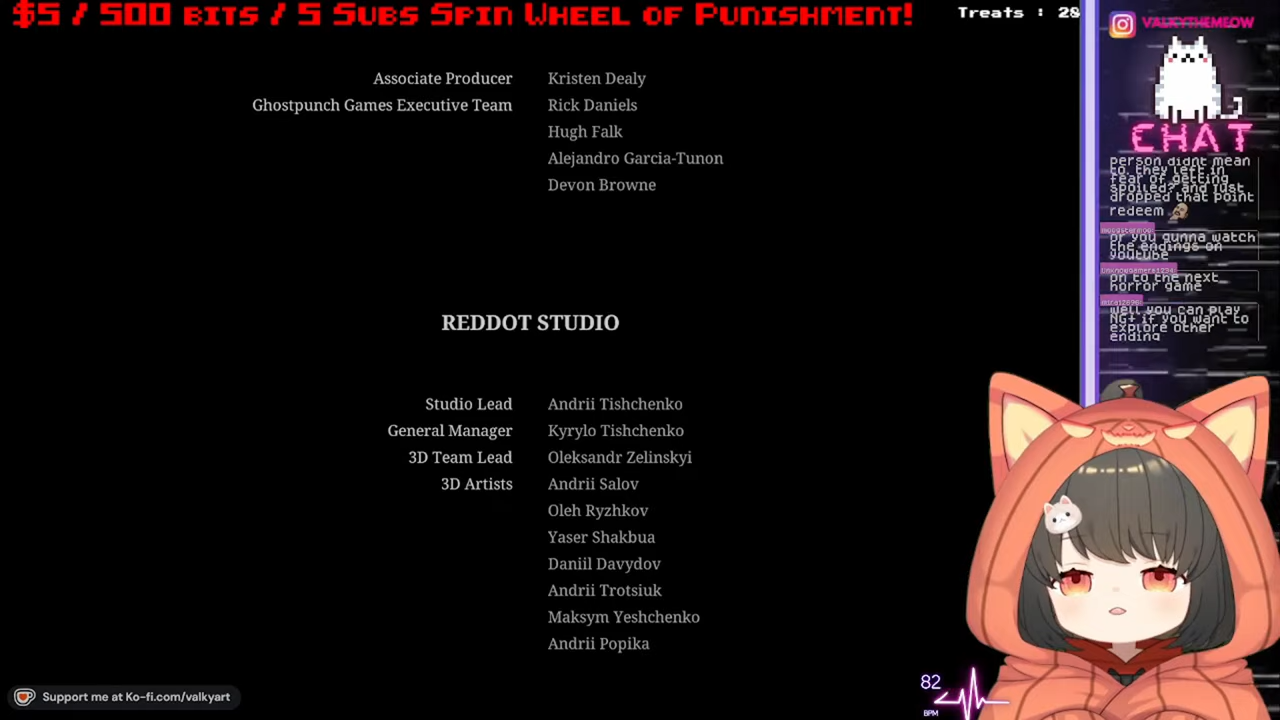 $5 / 500 bits / 5 Subs Spin Wheel of Punishment!
Treats : 28
VALKYTHEMEOW
CHAT
Associate Producer Kristen Dealy
Ghostpunch Games Executive Team Rick Daniels
Hugh Falk
Alejandro Garcia-Tunon
Devon Browne
REDDOT STUDIO
Studio Lead Andrii Tishchenko
General Manager Kyrylo Tishchenko
3D Team Lead Oleksandr Zelinskyi
3D Artists Andrii Salov
Oleh Ryzhkov
Yaser Shakbua
Daniil Davydov
Andrii Trotsiuk
Maksym Yeshchenko
Andrii Popika
person didnt mean
to. they left in
fear of getting
spoiled? and just
dropped that point
redeem
or you gunna watch
the endings on
youtube
on to the next
horror game
well you can play
NG+ if you want to
explore other
ending
82
BPM
Support me at Ko-fi.com/valkyart